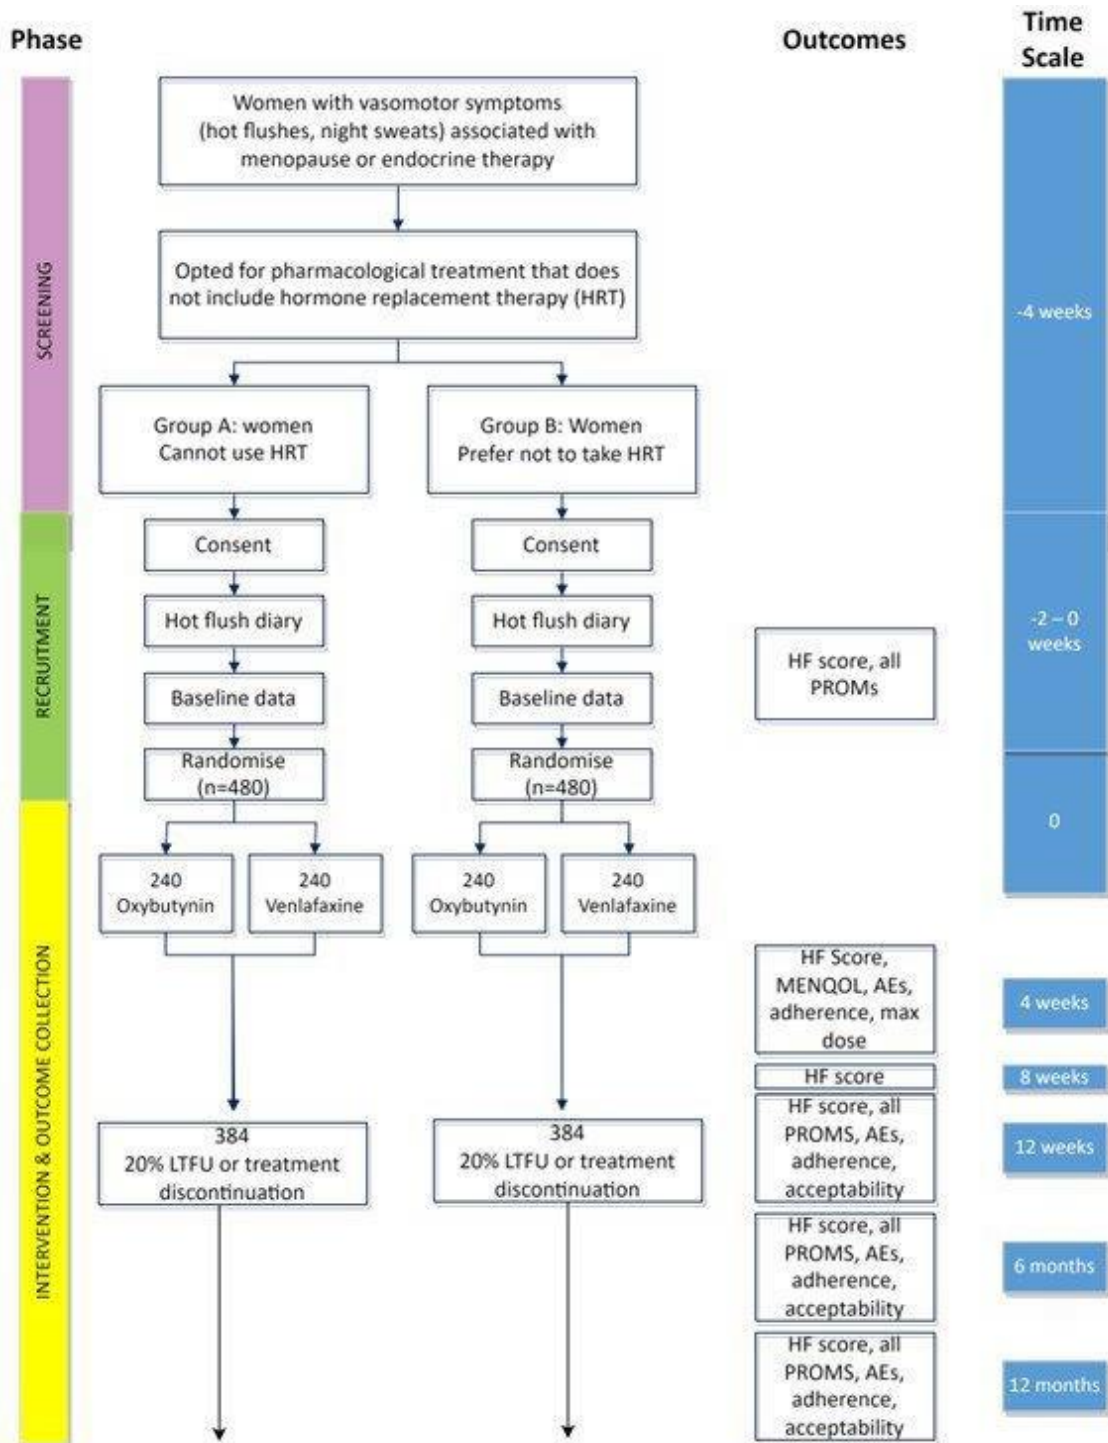 Phase
Outcomes
Time
Scale
SCREENING
Women with vasomotor symptoms
(hot flushes, night sweats) associated with
menopause or endocrine therapy
Opted for pharmacological treatment that does
not include hormone replacement therapy (HRT)
-4 weeks
Group A: women
Cannot use HRT
Group B: Women
Prefer not to take HRT
RECRUITMENT
Consent
Consent
Hot flush diary
Hot flush diary
-2 – 0
weeks
HF score, all
PROMs
Baseline data
Baseline data
Randomise
(n=480)
Randomise
(n=480)
0
INTERVENTION & OUTCOME COLLECTION
240
Oxybutynin
240
Venlafaxine
240
Oxybutynin
240
Venlafaxine
HF Score,
MENQOL, AEs,
adherence, max
dose
4 weeks
HF score
8 weeks
384
20% LTFU or treatment
discontinuation
384
20% LTFU or treatment
discontinuation
HF score, all
PROMS, AEs,
adherence,
acceptability
12 weeks
HF score, all
PROMS, AEs,
adherence,
acceptability
6 months
HF score, all
PROMS, AEs,
adherence,
acceptability
12 months